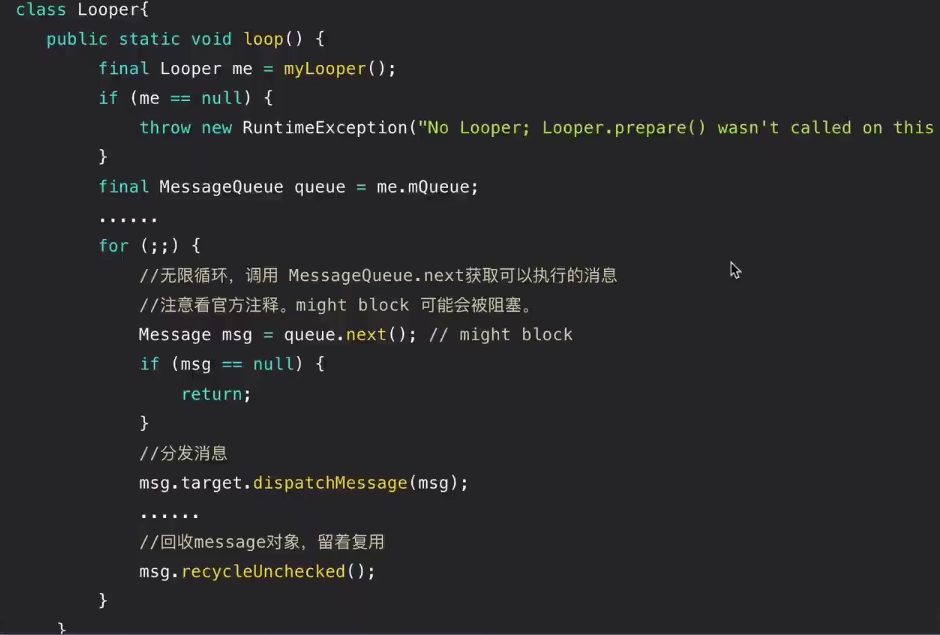 class Looper{
public static void loop() {
final Looper me = myLooper();
if (me == null) {
throw new RuntimeException("No Looper; Looper.prepare() wasn't called on this
}
final MessageQueue queue = me.mQueue;
......
for (;;) {
//无限循环，调用 MessageQueue.next获取可以执行的消息
//注意看官方注释。might block 可能会被阻塞。
Message msg = queue.next(); // might block
if (msg == null) {
return;
}
//分发消息
msg.target.dispatchMessage(msg);
......
//回收message对象，留着复用
msg.recycleUnchecked();
}
}